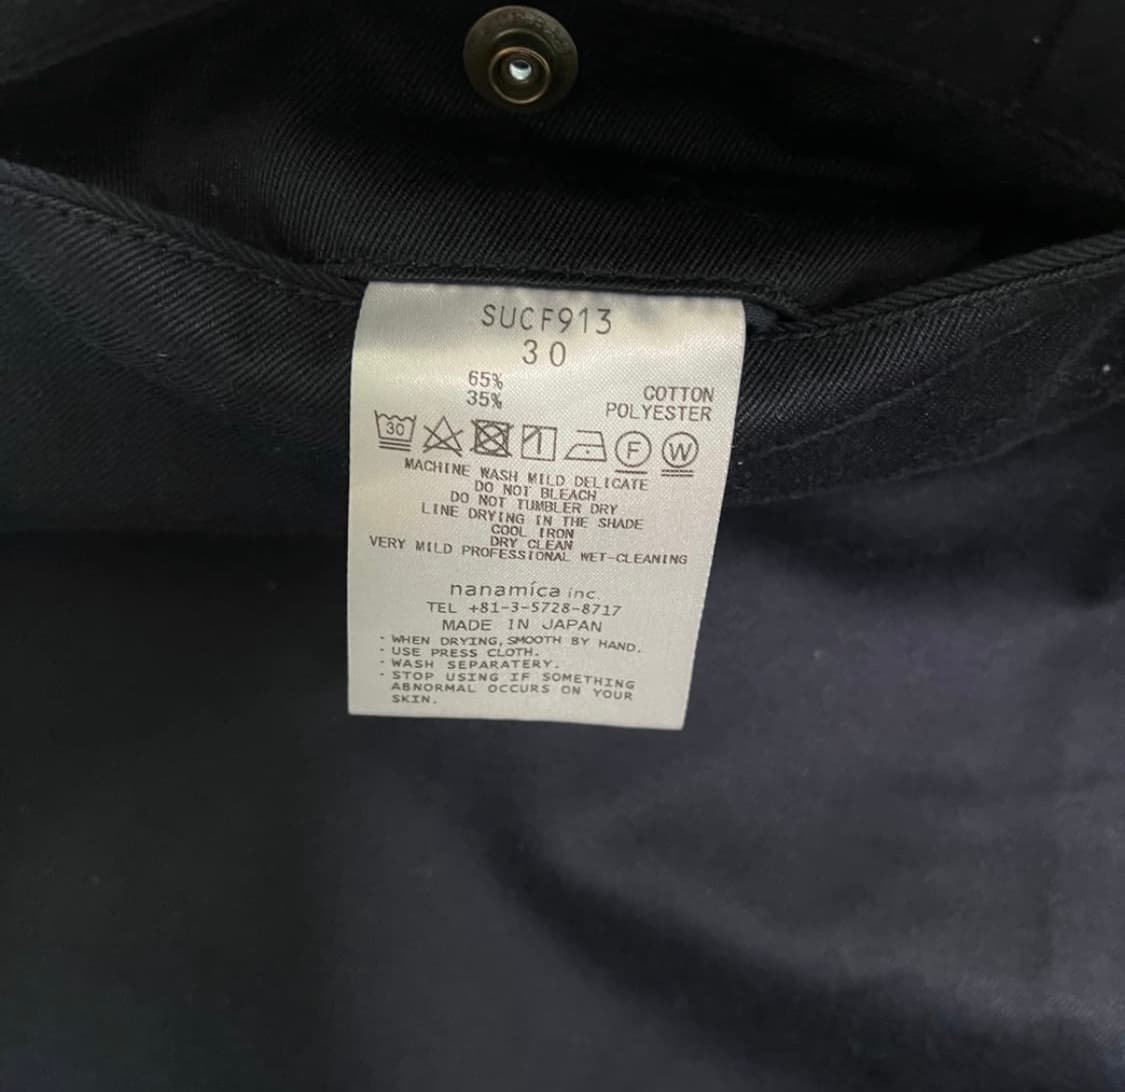 SUCF913
30
65% COTTON
35% POLYESTER
30 F W
MACHINE WASH MILD DELICATE
DO NOT BLEACH
DO NOT TUMBLER DRY
LINE DRYING IN THE SHADE
COOL IRON
DRY CLEAN
VERY MILD PROFESSIONAL WET-CLEANING
nanamíca inc.
TEL +81-3-5728-8717
MADE IN JAPAN
- WHEN DRYING, SMOOTH BY HAND.
- USE PRESS CLOTH.
- WASH SEPARATERY.
- STOP USING IF SOMETHING
ABNORMAL OCCURS ON YOUR
SKIN.